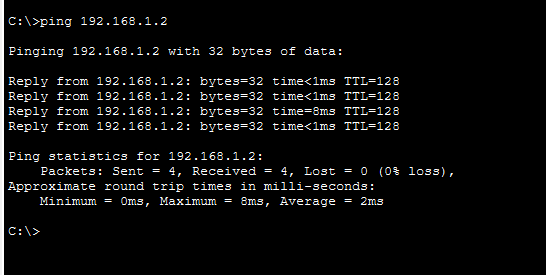 C:\>ping 192.168.1.2
Pinging 192.168.1.2 with 32 bytes of data:
Reply from 192.168.1.2: bytes=32 time<1ms TTL=128
Reply from 192.168.1.2: bytes=32 time<1ms TTL=128
Reply from 192.168.1.2: bytes=32 time=8ms TTL=128
Reply from 192.168.1.2: bytes=32 time<1ms TTL=128
Ping statistics for 192.168.1.2:
    Packets: Sent = 4, Received = 4, Lost = 0 (0% loss),
Approximate round trip times in milli-seconds:
    Minimum = 0ms, Maximum = 8ms, Average = 2ms
C:\>